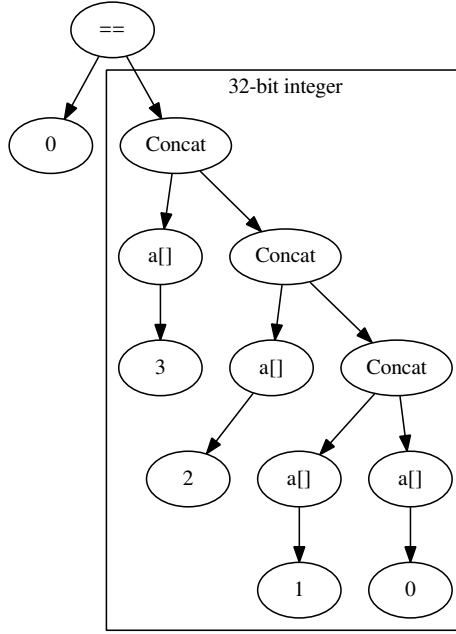 ==
32-bit integer
0
Concat
a[]
Concat
3
a[]
Concat
2
a[]
a[]
1
0